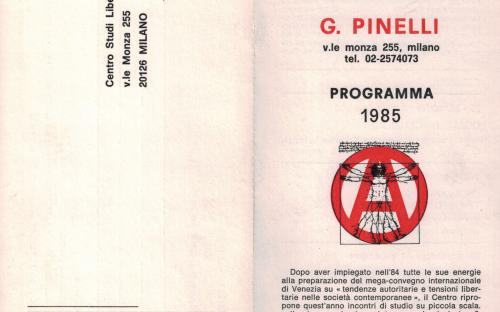 Centro Studi Libe
v.le Monza 255
20126 MILANO
G. PINELLI
v.le monza 255, milano
tel. 02-2574073
PROGRAMMA
1985
Dopo aver impiegato nell'84 tutte le sue energie
alla preparazione del mega-convegno internazionale
di Venezia su « tendenze autoritarie e tensioni liber-
tarie nelle società contemporanee », il Centro ripro-
pone quest'anno incontri di studio su piccola scala.